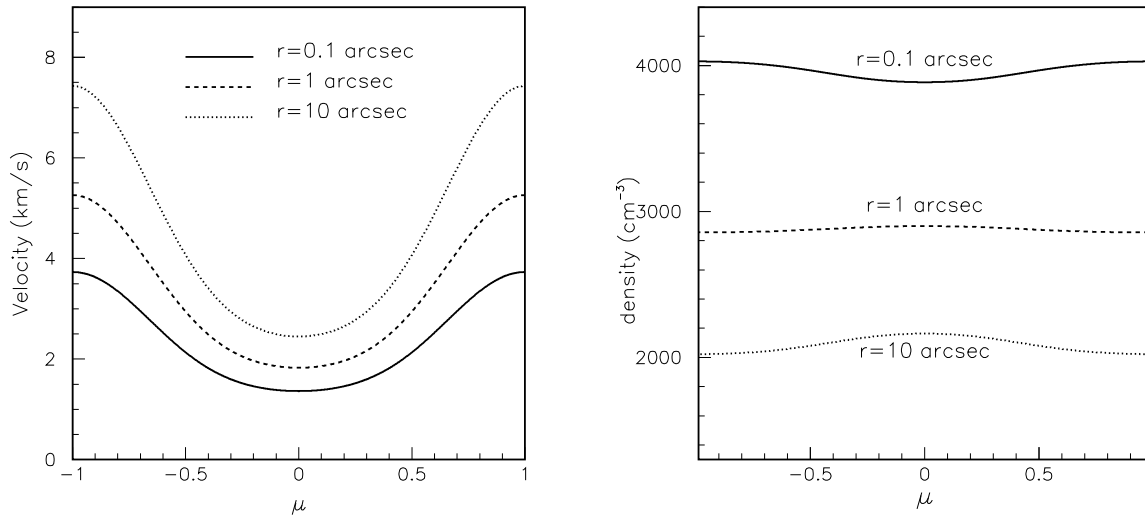 8
6
4
2
0
Velocity (km/s)
r=0.1 arcsec
r=1 arcsec
r=10 arcsec
−1
−0.5
0
0.5
1
μ
4000
3000
2000
density (cm⁻³)
r=0.1 arcsec
r=1 arcsec
r=10 arcsec
−0.5
0
0.5
μ